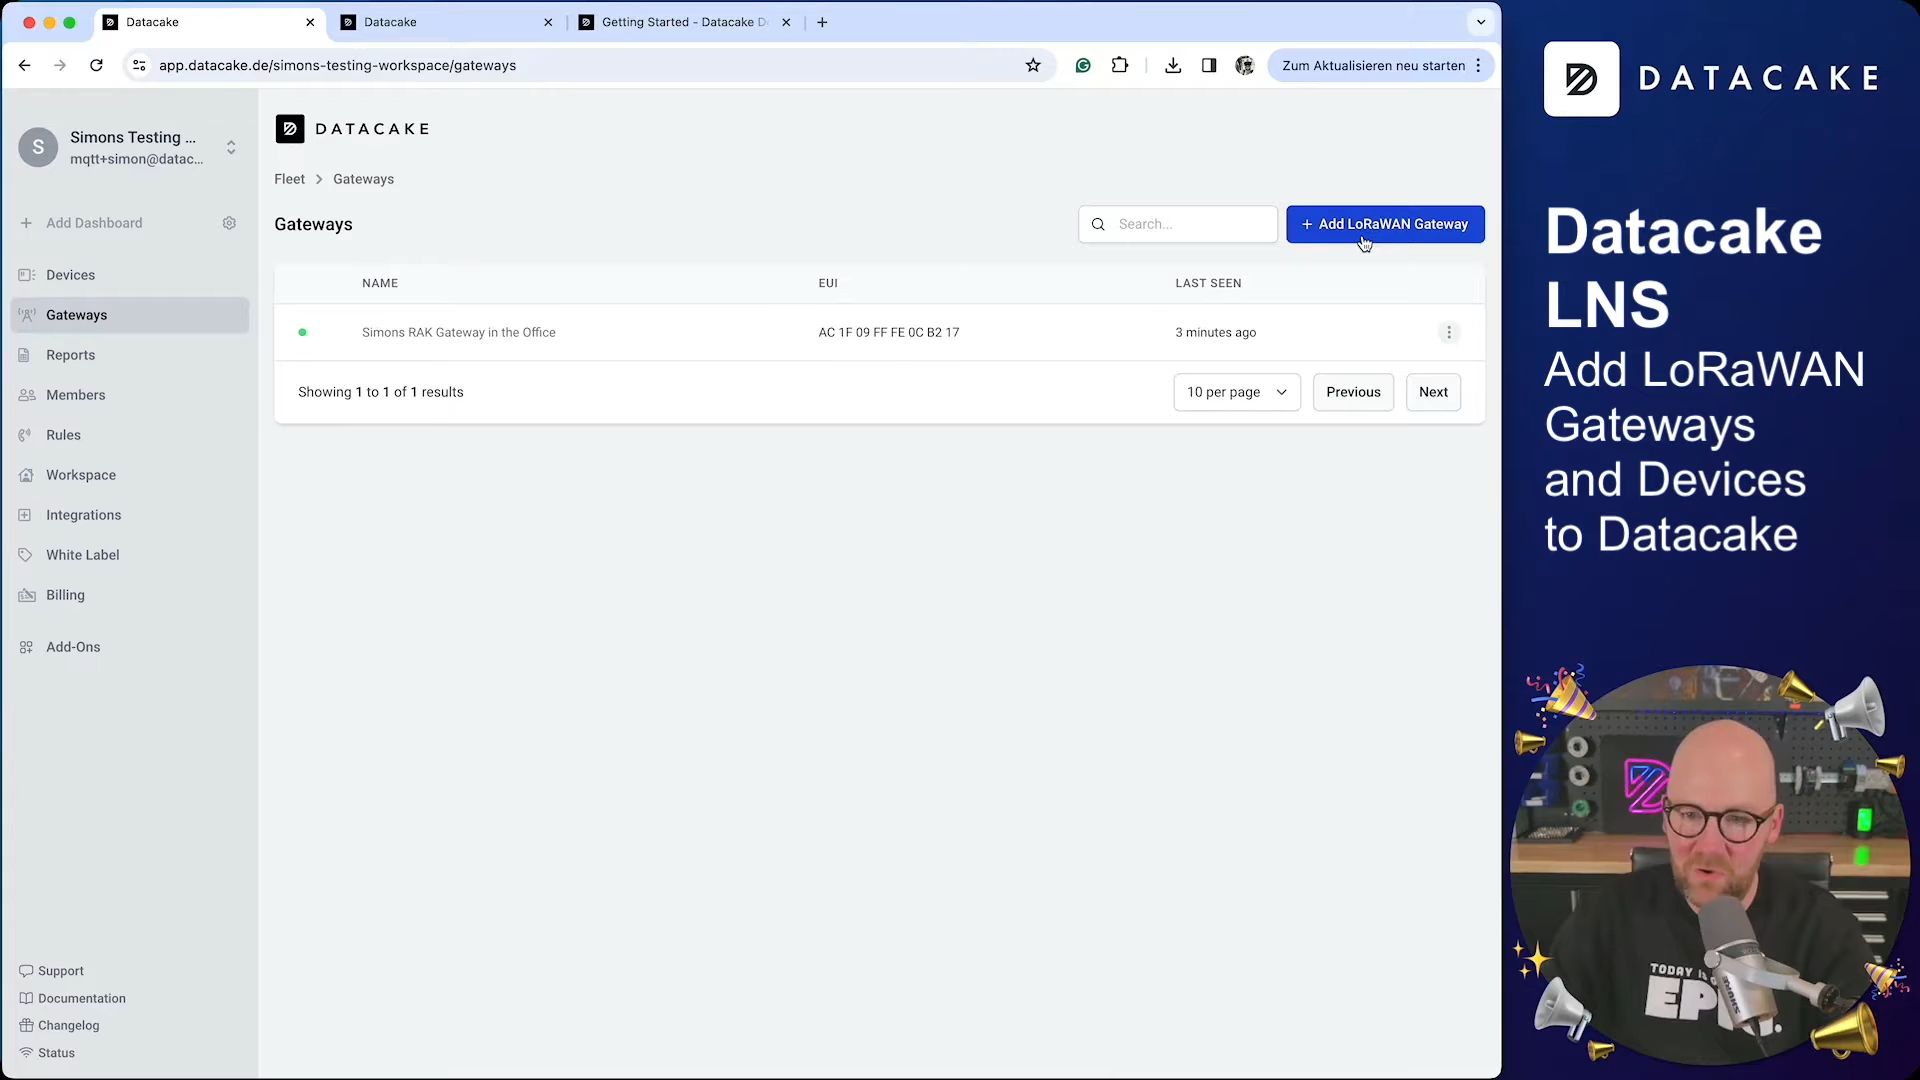 Datacake
Datacake
Getting Started - Datacake D
app.datacake.de/simons-testing-workspace/gateways
Zum Aktualisieren neu starten
S
Simons Testing ...
mqtt+simon@datac...
Add Dashboard
Devices
Gateways
Reports
Members
Rules
Workspace
Integrations
White Label
Billing
Add-Ons
Support
Documentation
Changelog
Status
DATACAKE
Fleet > Gateways
Gateways
Search...
+ Add LoRaWAN Gateway
NAME EUI LAST SEEN
Simons RAK Gateway in the Office AC 1F 09 FF FE 0C B2 17 3 minutes ago
Showing 1 to 1 of 1 results
10 per page
Previous
Next
DATACAKE
Datacake
LNS
Add LoRaWAN
Gateways
and Devices
to Datacake
TODAY
EP
SHURE